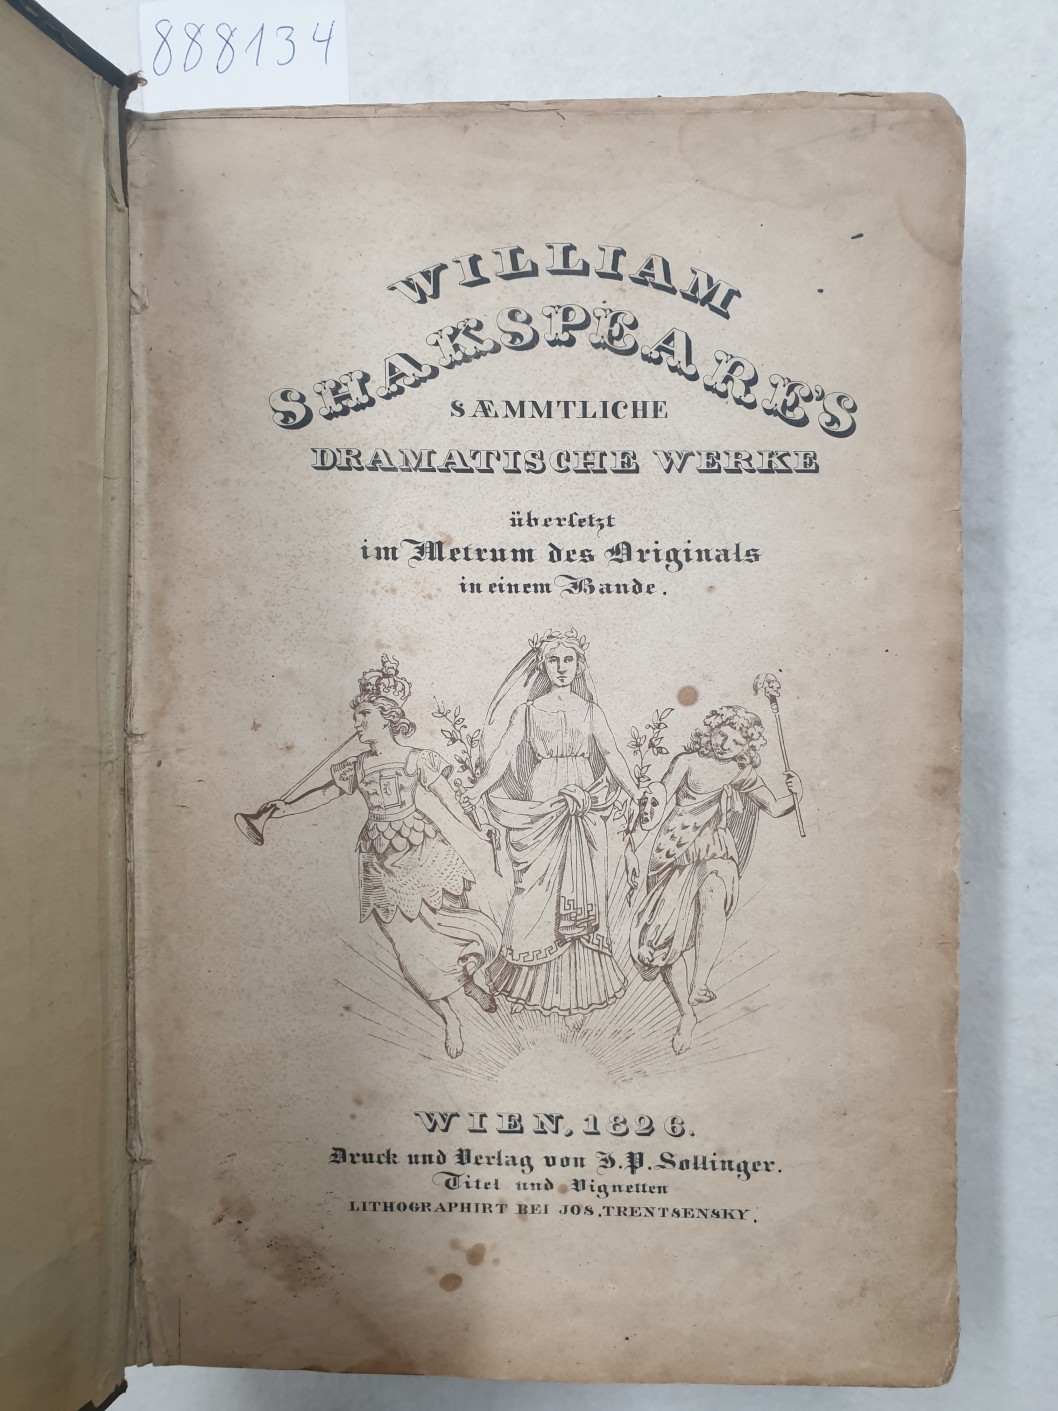 888134
WILLIAM
SHAKSPEARE'S
SÆMMTLICHE
DRAMATISCHE WERKE
überſetzt
im Metrum des Originals
in einem Bande.
WIEN, 1826.
Druck und Verlag von J. P. Sollinger.
Titel und Vignetten
LITHOGRAPHIRT BEI JOS. TRENTSENSKY.